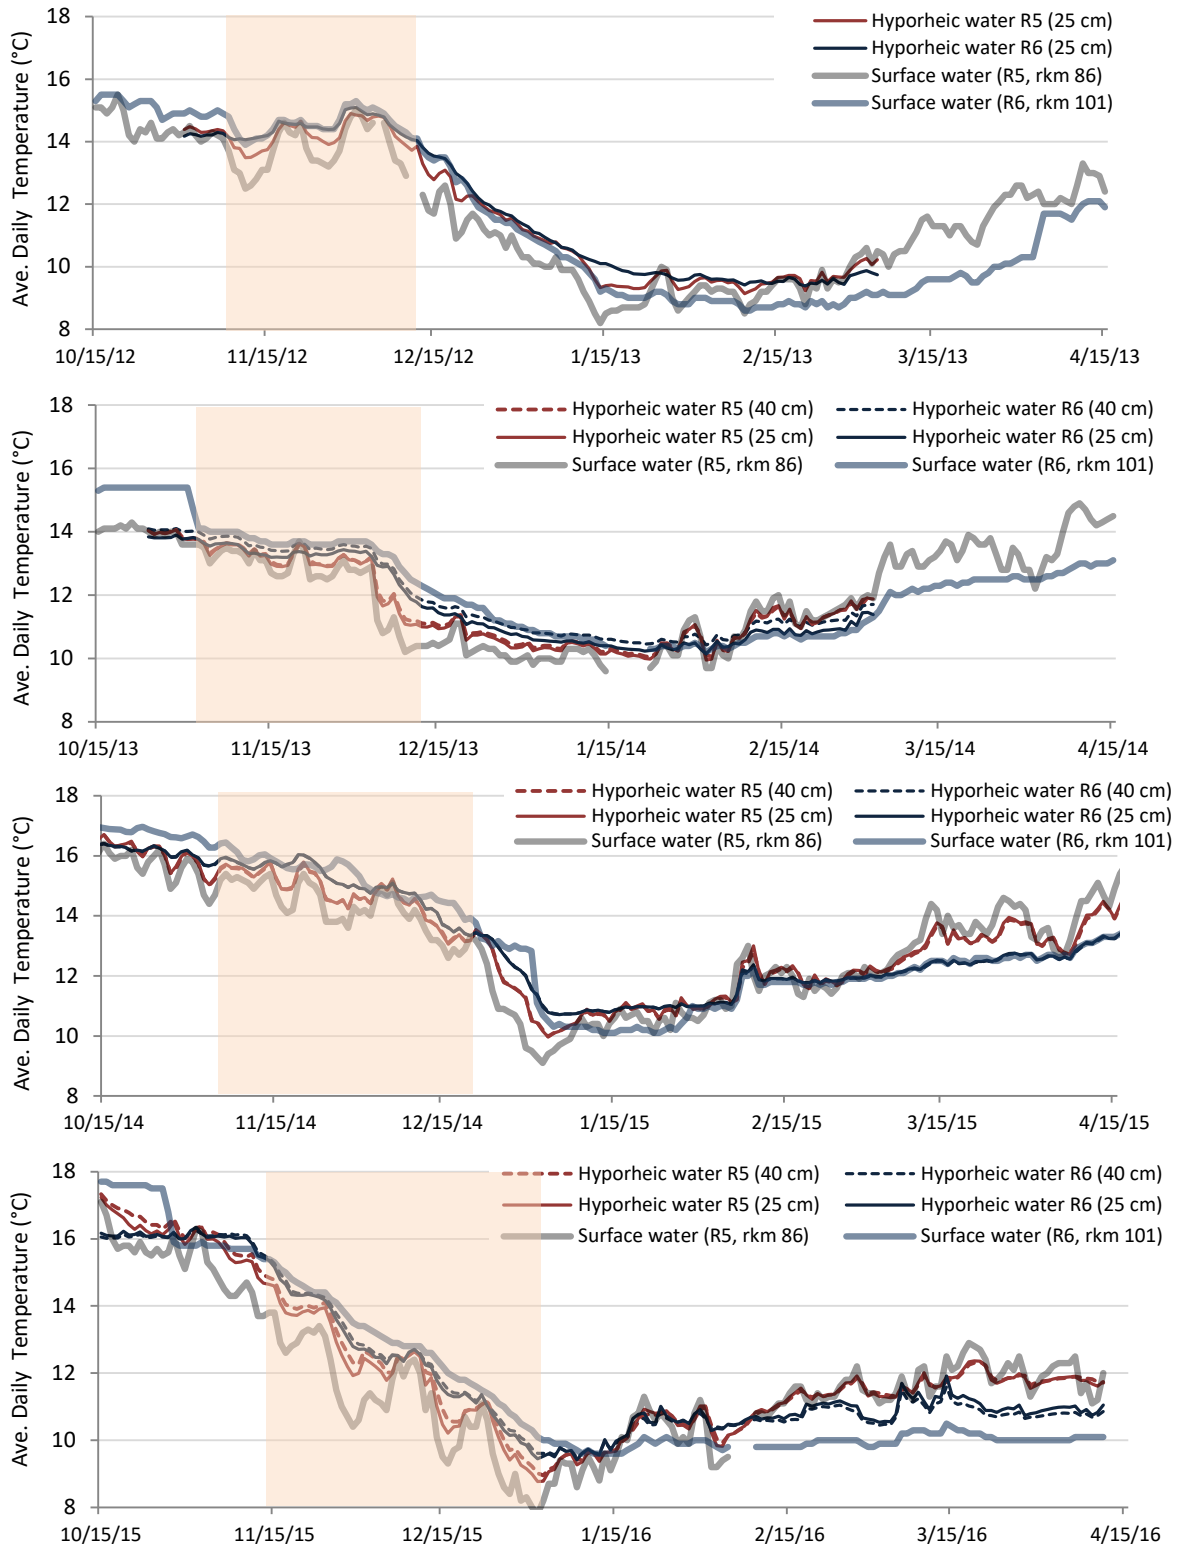 Ave. Daily Temperature (°C)
18
16
14
12
10
8
Hyporheic water R5 (25 cm)
Hyporheic water R6 (25 cm)
Surface water (R5, rkm 86)
Surface water (R6, rkm 101)
10/15/12 11/15/12 12/15/12 1/15/13 2/15/13 3/15/13 4/15/13
Ave. Daily Temperature (°C)
18
16
14
12
10
8
Hyporheic water R5 (40 cm) Hyporheic water R6 (40 cm)
Hyporheic water R5 (25 cm) Hyporheic water R6 (25 cm)
Surface water (R5, rkm 86) Surface water (R6, rkm 101)
10/15/13 11/15/13 12/15/13 1/15/14 2/15/14 3/15/14 4/15/14
Ave. Daily Temperature (°C)
18
16
14
12
10
8
Hyporheic water R5 (40 cm) Hyporheic water R6 (40 cm)
Hyporheic water R5 (25 cm) Hyporheic water R6 (25 cm)
Surface water (R5, rkm 86) Surface water (R6, rkm 101)
10/15/14 11/15/14 12/15/14 1/15/15 2/15/15 3/15/15 4/15/15
Ave. Daily Temperature (°C)
18
16
14
12
10
8
Hyporheic water R5 (40 cm) Hyporheic water R6 (40 cm)
Hyporheic water R5 (25 cm) Hyporheic water R6 (25 cm)
Surface water (R5, rkm 86) Surface water (R6, rkm 101)
10/15/15 11/15/15 12/15/15 1/15/16 2/15/16 3/15/16 4/15/16